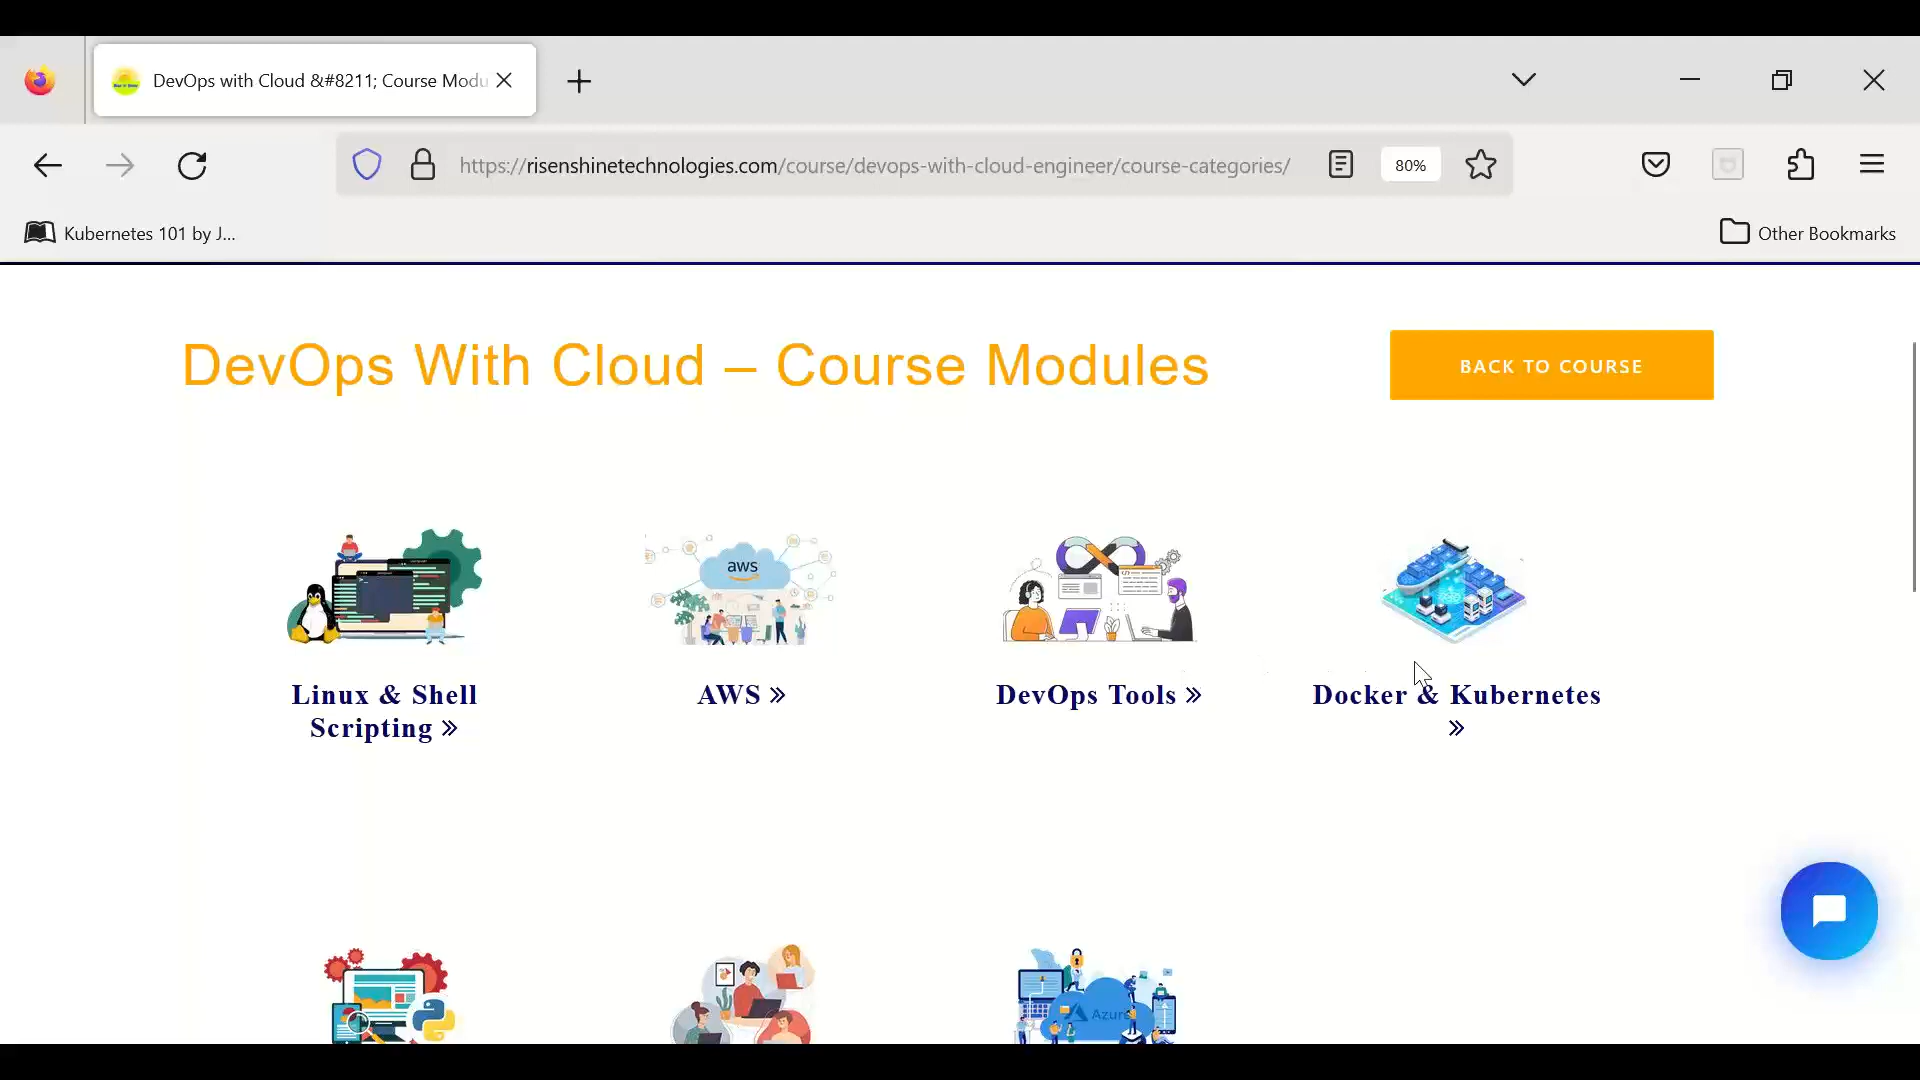 DevOps with Cloud &#8211; Course Modu
https://risenshinetechnologies.com/course/devops-with-cloud-engineer/course-categories/
80%
Kubernetes 101 by J...
Other Bookmarks
DevOps With Cloud – Course Modules
BACK TO COURSE
aws
Linux & Shell
Scripting »
AWS »
DevOps Tools »
Docker & Kubernetes
»
Azure